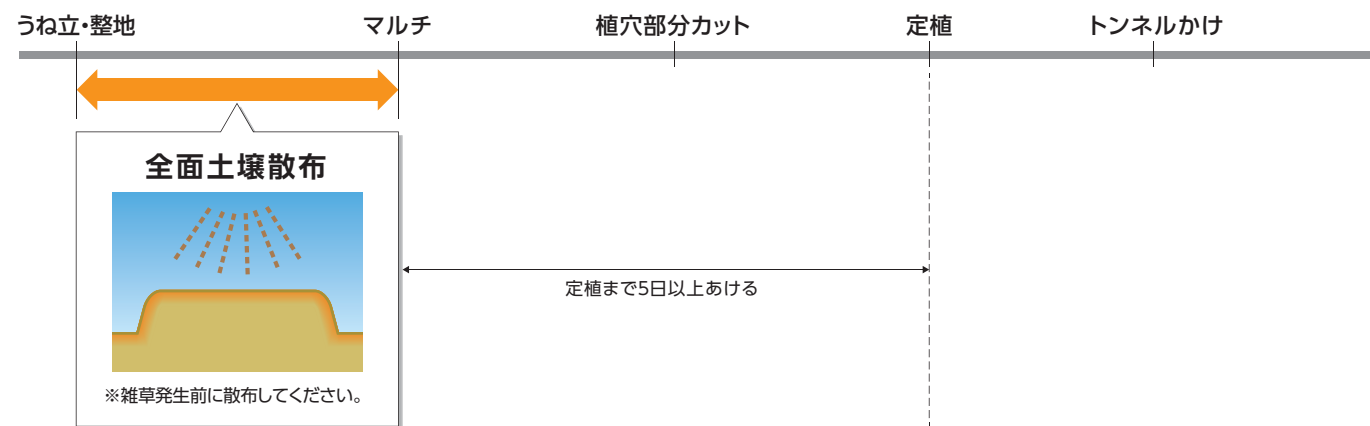 うね立・整地
マルチ
植穴部分カット
定植
トンネルかけ
全面土壌散布
定植まで5日以上あける
※雑草発生前に散布してください。